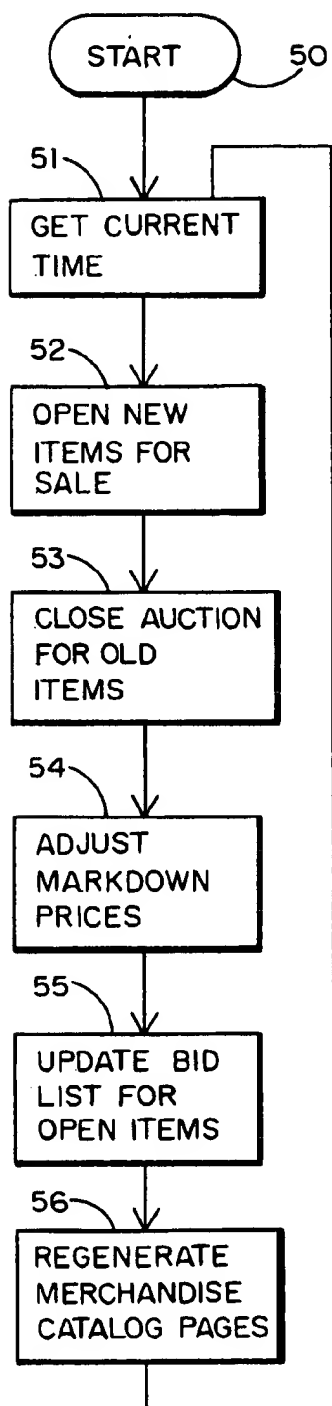 START
50
51
GET CURRENT
TIME
52
OPEN NEW
ITEMS FOR
SALE
53
CLOSE AUCTION
FOR OLD
ITEMS
54
ADJUST
MARKDOWN
PRICES
55
UPDATE BID
LIST FOR
OPEN ITEMS
56
REGENERATE
MERCHANDISE
CATALOG PAGES